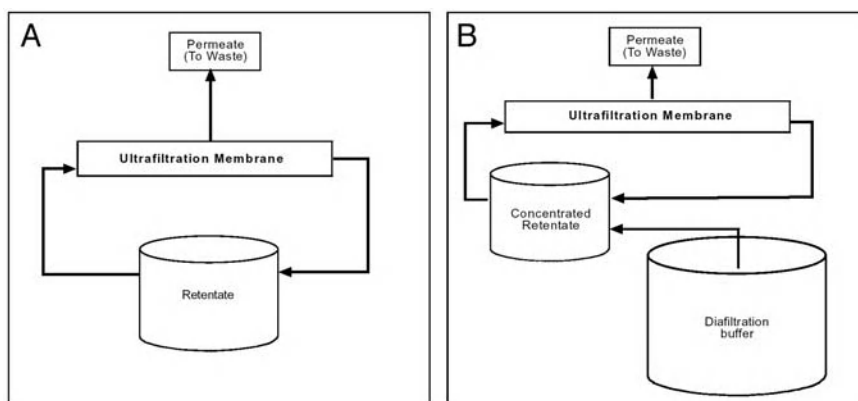 A
Permeate
(To Waste)
Ultrafiltration Membrane
Retentate
B
Permeate
(To Waste)
Ultrafiltration Membrane
Concentrated
Retentate
Diafiltration
buffer